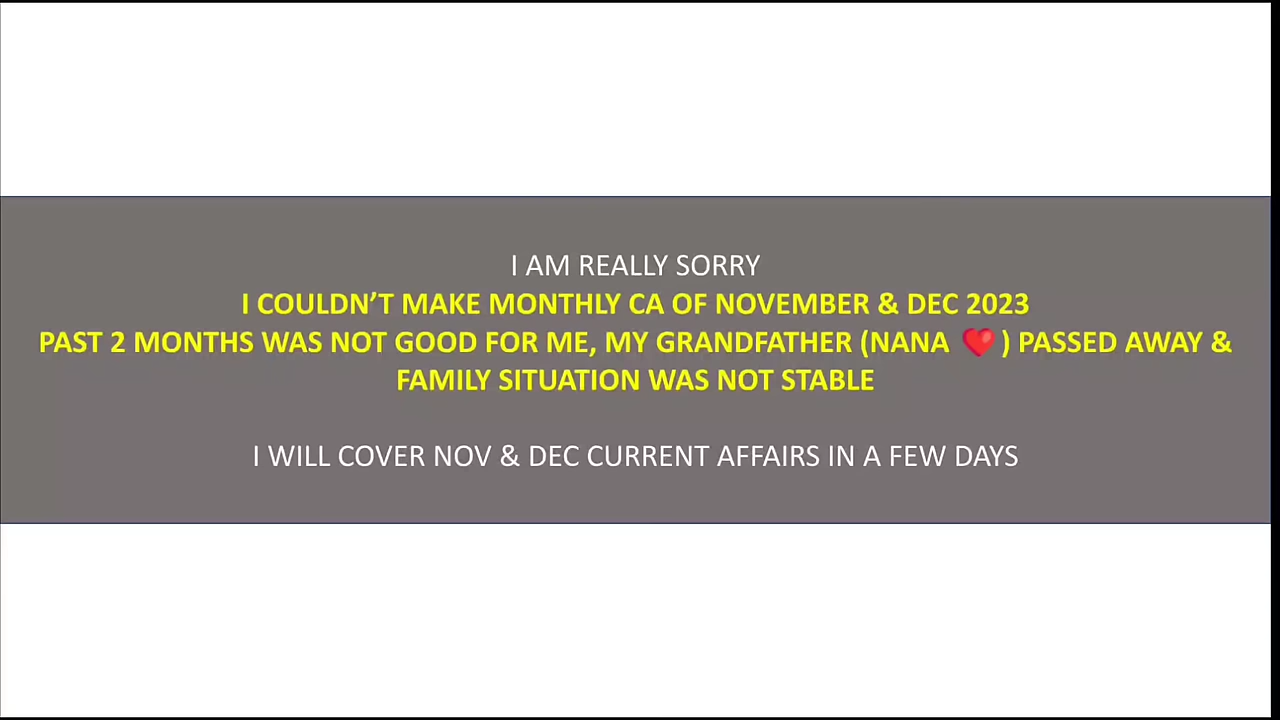 I AM REALLY SORRY
I COULDN’T MAKE MONTHLY CA OF NOVEMBER & DEC 2023
PAST 2 MONTHS WAS NOT GOOD FOR ME, MY GRANDFATHER (NANA ❤️ ) PASSED AWAY &
FAMILY SITUATION WAS NOT STABLE
I WILL COVER NOV & DEC CURRENT AFFAIRS IN A FEW DAYS